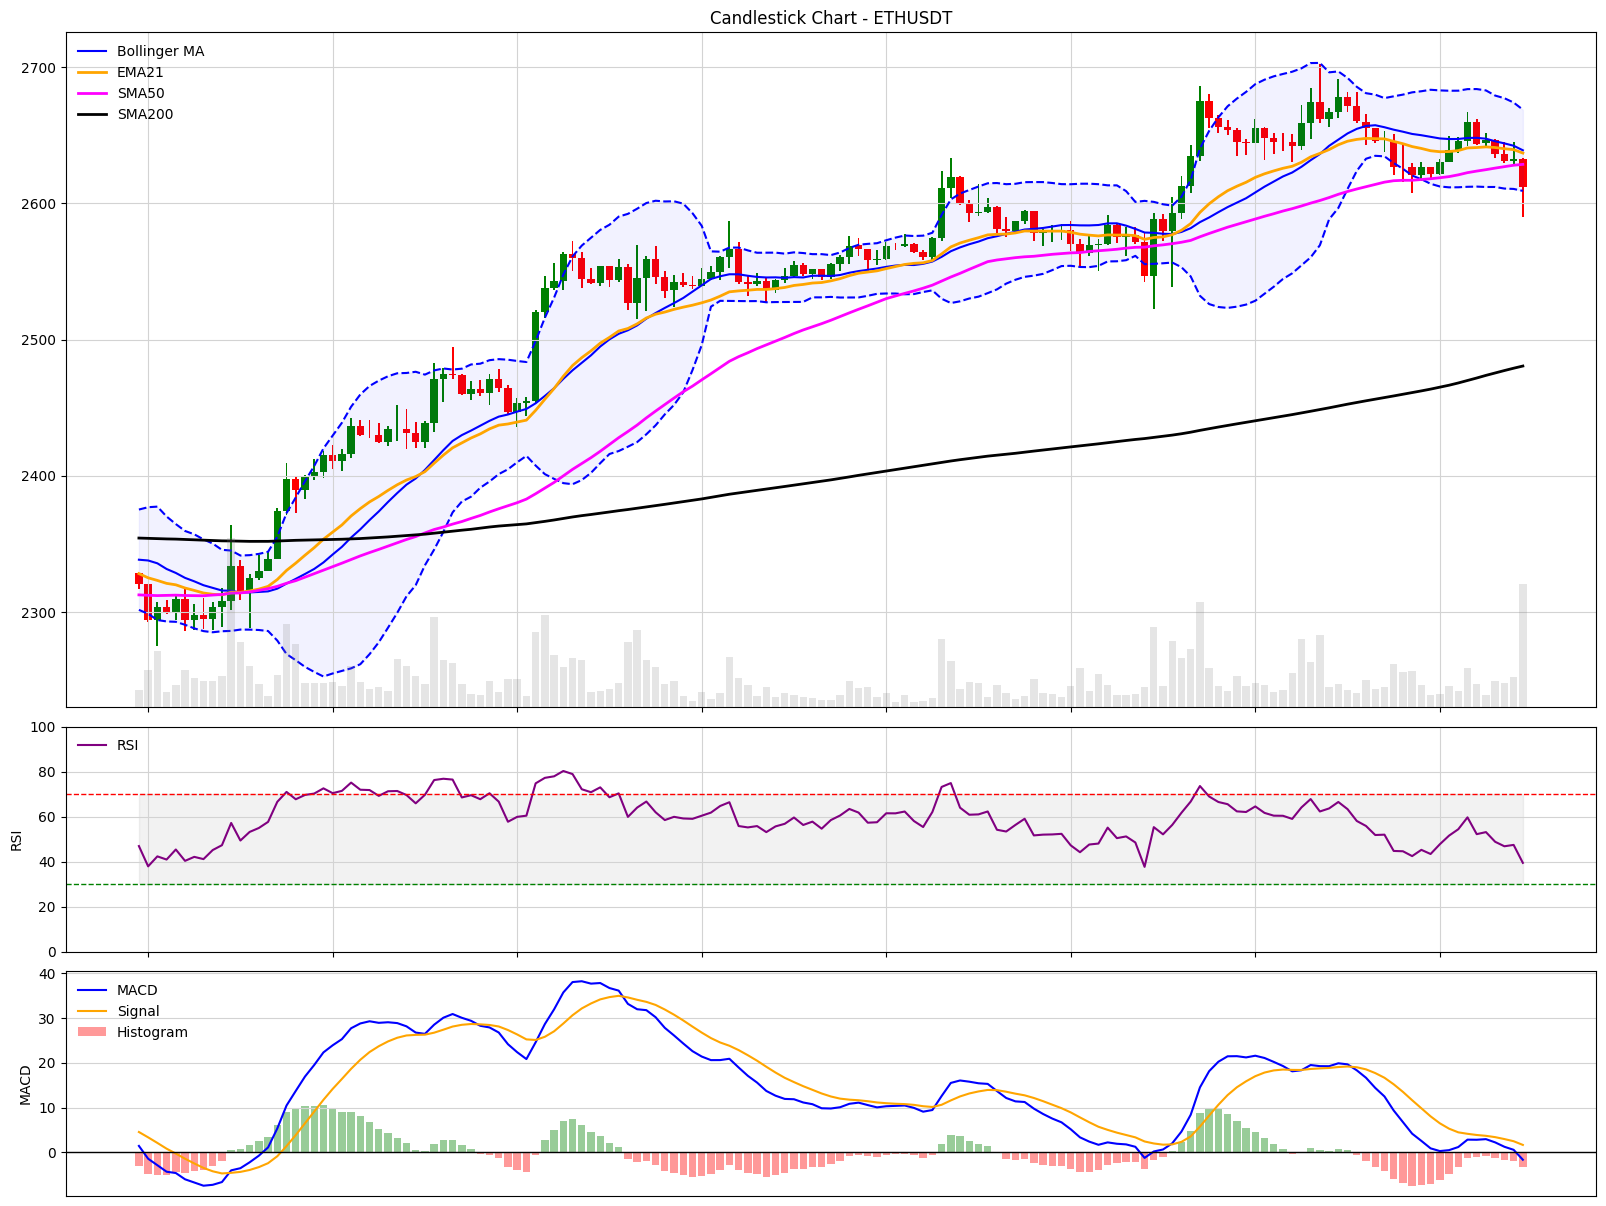 Candlestick Chart - ETHUSDT
Bollinger MA
EMA21
SMA50
SMA200
2700
2600
2500
2400
2300
RSI
100
80
60
40
20
0
RSI
MACD
Signal
Histogram
40
30
20
10
0
MACD